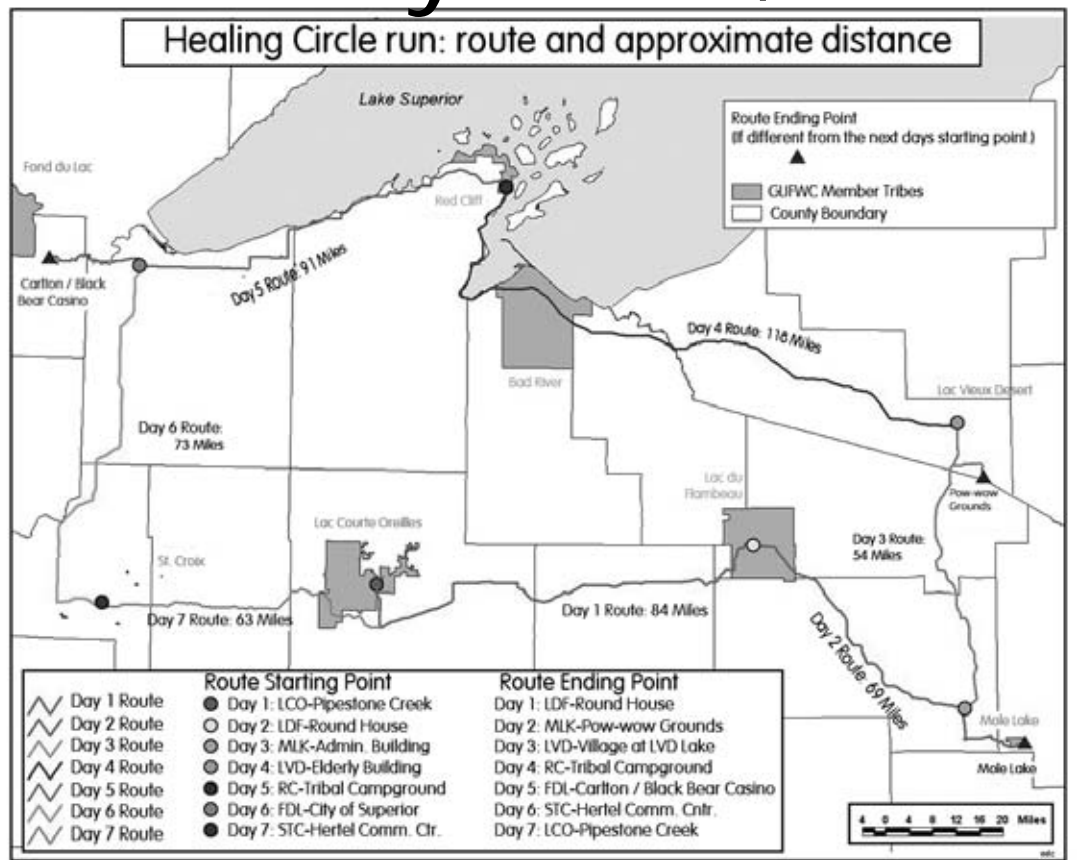 Healing Circle run: route and approximate distance
Lake Superior
Route Ending Point
(If different from the next days starting point.)
GLIFWC Member Tribes
County Boundary
Fond du Lac
Red Cliff
Carlton / Black
Bear Casino
Day 5 Route: 91 Miles
Day 4 Route: 118 Miles
Bad River
Lac Vieux Desert
Day 6 Route:
73 Miles
Lac du
Flambeau
Pow-wow
Grounds
Lac Courte Oreilles
Day 3 Route:
54 Miles
St. Croix
Day 7 Route: 63 Miles
Day 1 Route: 84 Miles
Day 2 Route: 69 Miles
Mole Lake
Mole Lake
Day 1 Route
Day 2 Route
Day 3 Route
Day 4 Route
Day 5 Route
Day 6 Route
Day 7 Route
Route Starting Point
Day 1: LCO-Pipestone Creek
Day 2: LDF-Round House
Day 3: MLK-Admin. Building
Day 4: LVD-Elderly Building
Day 5: RC-Tribal Campground
Day 6: FDL-City of Superior
Day 7: STC-Hertel Comm. Ctr.
Route Ending Point
Day 1: LDF-Round House
Day 2: MLK-Pow-wow Grounds
Day 3: LVD-Village at LVD Lake
Day 4: RC-Tribal Campground
Day 5: FDL-Carlton / Black Bear Casino
Day 6: STC-Hertel Comm. Cntr.
Day 7: LCO-Pipestone Creek
4 0 4 8 12 16 20 Miles